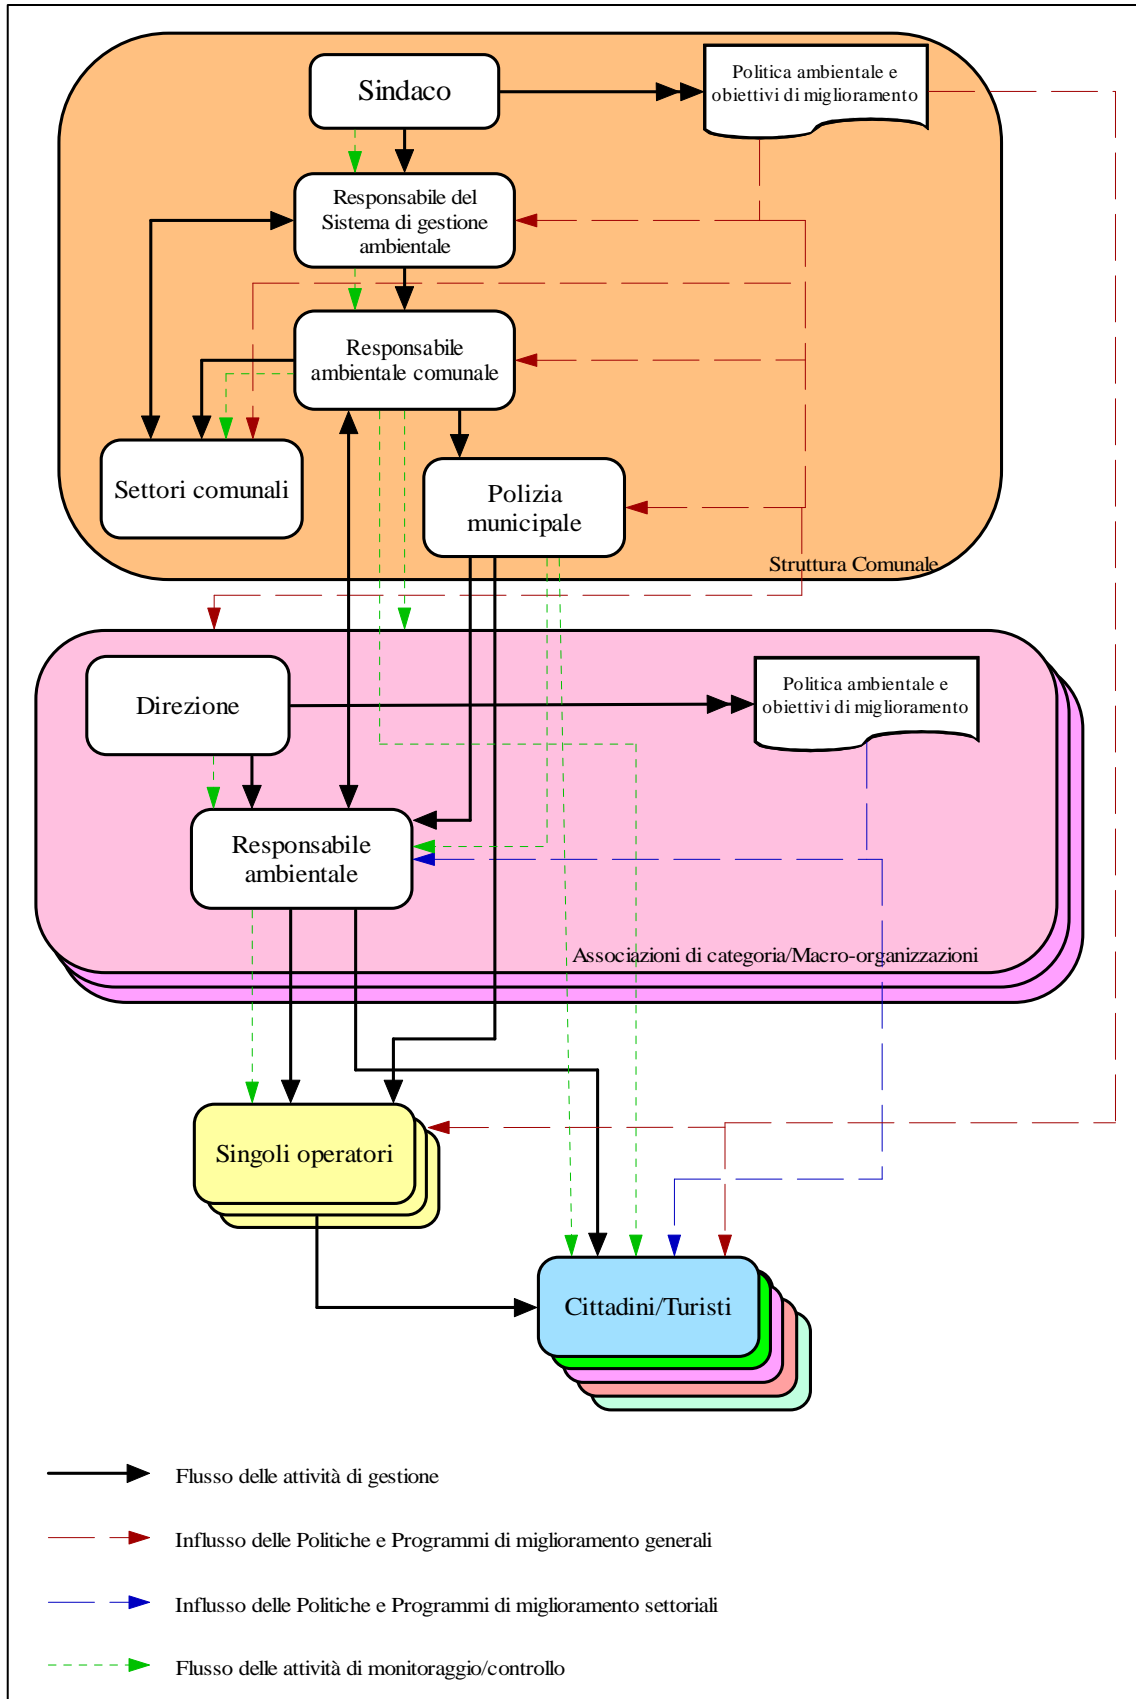 Sindaco
Politica ambientale e
obiettivi di miglioramento
Responsabile del
Sistema di gestione
ambientale
Responsabile
ambientale comunale
Settori comunali
Polizia
municipale
Struttura Comunale
Direzione
Politica ambientale e
obiettivi di miglioramento
Responsabile
ambientale
Associazioni di categoria/Macro-organizzazioni
Singoli operatori
Cittadini/Turisti
Flusso delle attività di gestione
Influsso delle Politiche e Programmi di miglioramento generali
Influsso delle Politiche e Programmi di miglioramento settoriali
Flusso delle attività di monitoraggio/controllo